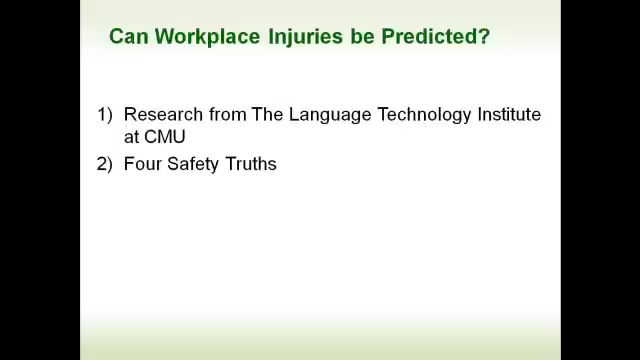 Can Workplace Injuries be Predicted?
1) Research from The Language Technology Institute
at CMU
2) Four Safety Truths